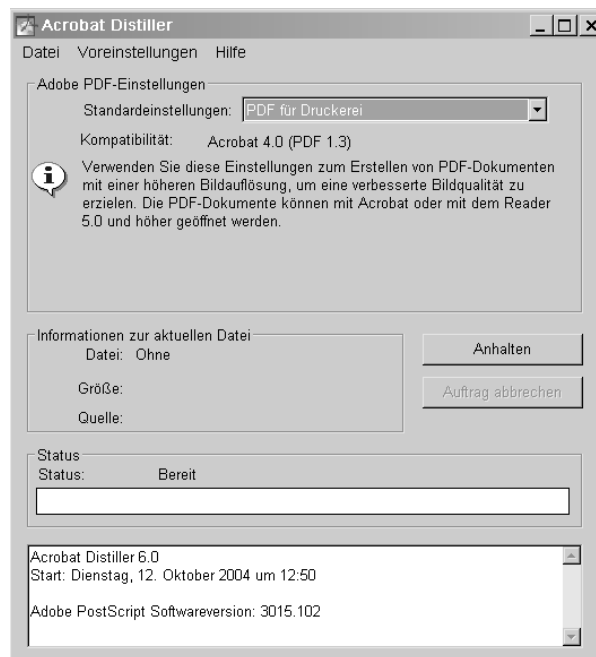 Acrobat Distiller
Datei Voreinstellungen Hilfe
Adobe PDF-Einstellungen
Standardeinstellungen: PDF für Druckerei
Kompatibilität: Acrobat 4.0 (PDF 1.3)
Verwenden Sie diese Einstellungen zum Erstellen von PDF-Dokumenten
mit einer höheren Bildauflösung, um eine verbesserte Bildqualität zu
erzielen. Die PDF-Dokumente können mit Acrobat oder mit dem Reader
5.0 und höher geöffnet werden.
Informationen zur aktuellen Datei
Datei: Ohne
Größe:
Quelle:
Anhalten
Auftrag abbrechen
Status
Status: Bereit
Acrobat Distiller 6.0
Start: Dienstag, 12. Oktober 2004 um 12:50
Adobe PostScript Softwareversion: 3015.102